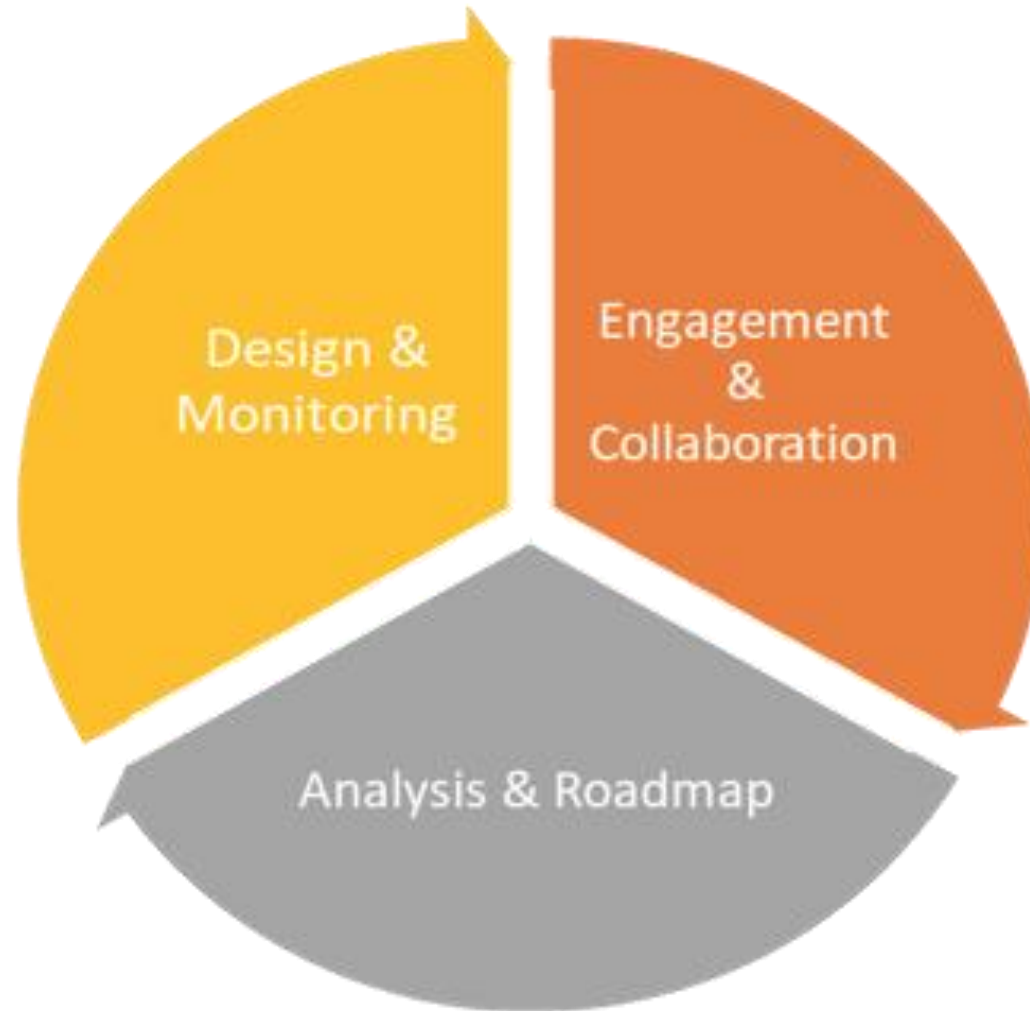 Design &
Monitoring
Engagement
&
Collaboration
Analysis & Roadmap